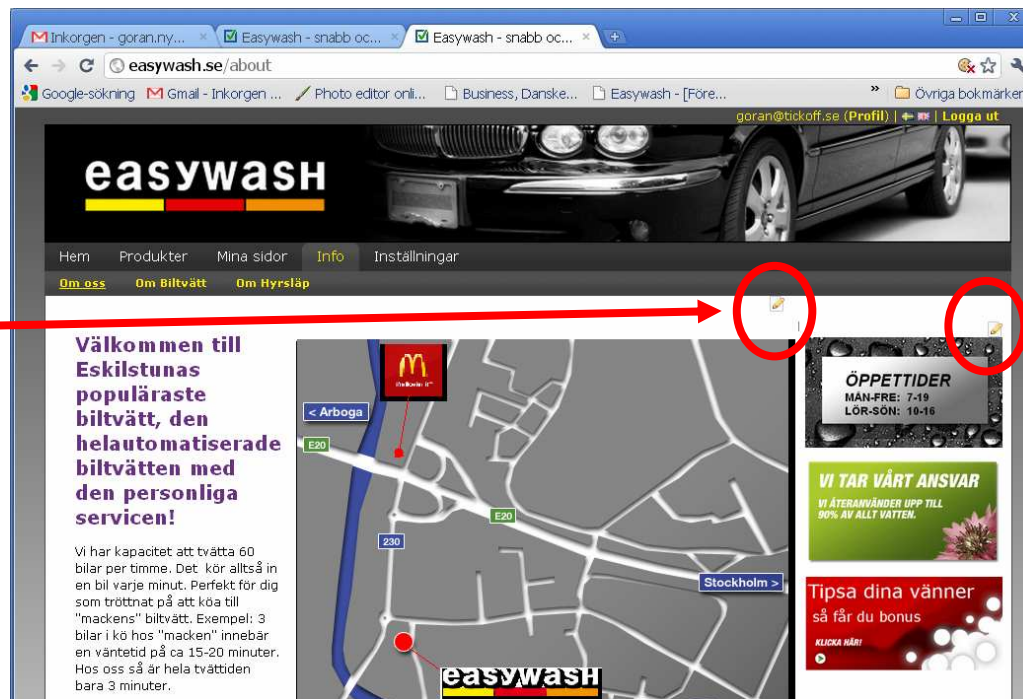 Inkorgen - goran.ny...
Easywash - snabb oc...
Easywash - snabb oc...
easywash.se/about
Google-sökning
Gmail - Inkorgen ...
Photo editor onli...
Business, Danske...
Easywash - [Före...
»
Övriga bokmärken
goran@tickoff.se (Profil) | | Logga ut
easywash
Hem Produkter Mina sidor Info Inställningar
Om oss Om Biltvätt Om Hyrsläp
Välkommen till
Eskilstunas
populäraste
biltvätt, den
helautomatiserade
biltvätten med
den personliga
servicen!
Vi har kapacitet att tvätta 60
bilar per timme. Det kör alltså in
en bil varje minut. Perfekt för dig
som tröttnat på att köa till
"mackens" biltvätt. Exempel: 3
bilar i kö hos "macken" innebär
en väntetid på ca 15-20 minuter.
Hos oss så är hela tvättiden
bara 3 minuter.
< Arboga
E20
E20
230
Stockholm >
easywash
ÖPPETTIDER
MÅN-FRE: 7-19
LÖR-SÖN: 10-16
VI TAR VÅRT ANSVAR
VI ÅTERANVÄNDER UPP TILL
90% AV ALLT VATTEN.
Tipsa dina vänner
så får du bonus
KLICKA HÄR!